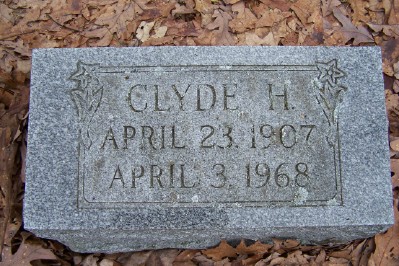 CLYDE H.
APRIL 23, 1907
APRIL 3, 1968